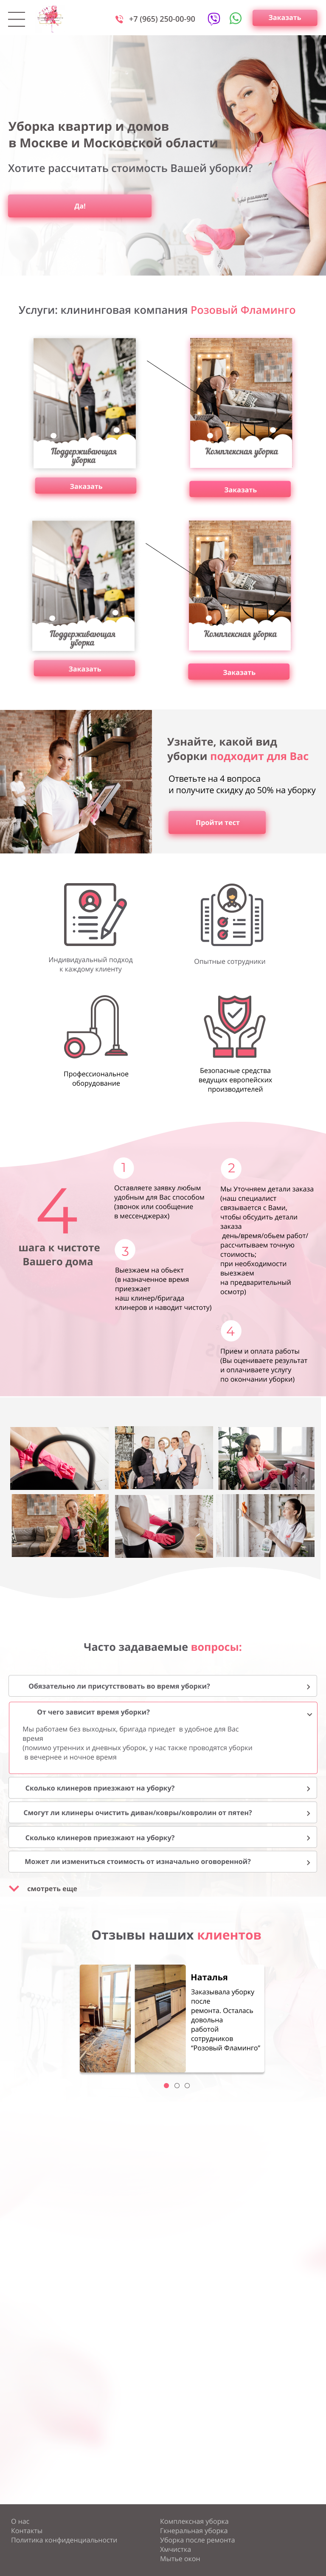 +7 (965) 250-00-90
Заказать
Уборка квартир и домов
в Москве и Московской области
Хотите рассчитать стоимость Вашей уборки?
Да!
Услуги: клининговая компания Розовый Фламинго
Поддерживающая
уборка
Комплексная уборка
Заказать
Заказать
Поддерживающая
уборка
Комплексная уборка
Заказать
Заказать
Узнайте, какой вид
уборки подходит для Вас
Ответьте на 4 вопроса
и получите скидку до 50% на уборку
Пройти тест
Индивидуальный подход
к каждому клиенту
Опытные сотрудники
Профессиональное
оборудование
Безопасные средства
ведущих европейских
производителей
4
шага к чистоте
Вашего дома
1
Оставляете заявку любым
удобным для Вас способом
(звонок или сообщение
в мессенджерах)
2
Мы Уточняем детали заказа
(наш специалист
связывается с Вами,
чтобы обсудить детали
заказа
день/время/обьем работ/
рассчитываем точную
стоимость;
при необходимости
выезжаем
на предварительный
осмотр)
3
Выезжаем на обьект
(в назначенное время
приезжает
наш клинер/бригада
клинеров и наводит чистоту)
4
Прием и оплата работы
(Вы оцениваете результат
и оплачиваете услугу
по окончании уборки)
Часто задаваемые вопросы:
Обязательно ли присутствовать во время уборки?
От чего зависит время уборки?
Мы работаем без выходных, бригада приедет в удобное для Вас
время
(помимо утренних и дневных уборок, у нас также проводятся уборки
в вечернее и ночное время
Сколько клинеров приезжают на уборку?
Смогут ли клинеры очистить диван/ковры/ковролин от пятен?
Сколько клинеров приезжают на уборку?
Может ли измениться стоимость от изначально оговоренной?
смотреть еще
Отзывы наших клиентов
Наталья
Заказывала уборку
после
ремонта. Осталась
довольна
работой
сотрудников
"Розовый Фламинго"
О нас
Контакты
Политика конфиденциальности
Комплексная уборка
Гкнеральная уборка
Уборка после ремонта
Химчистка
Мытье окон